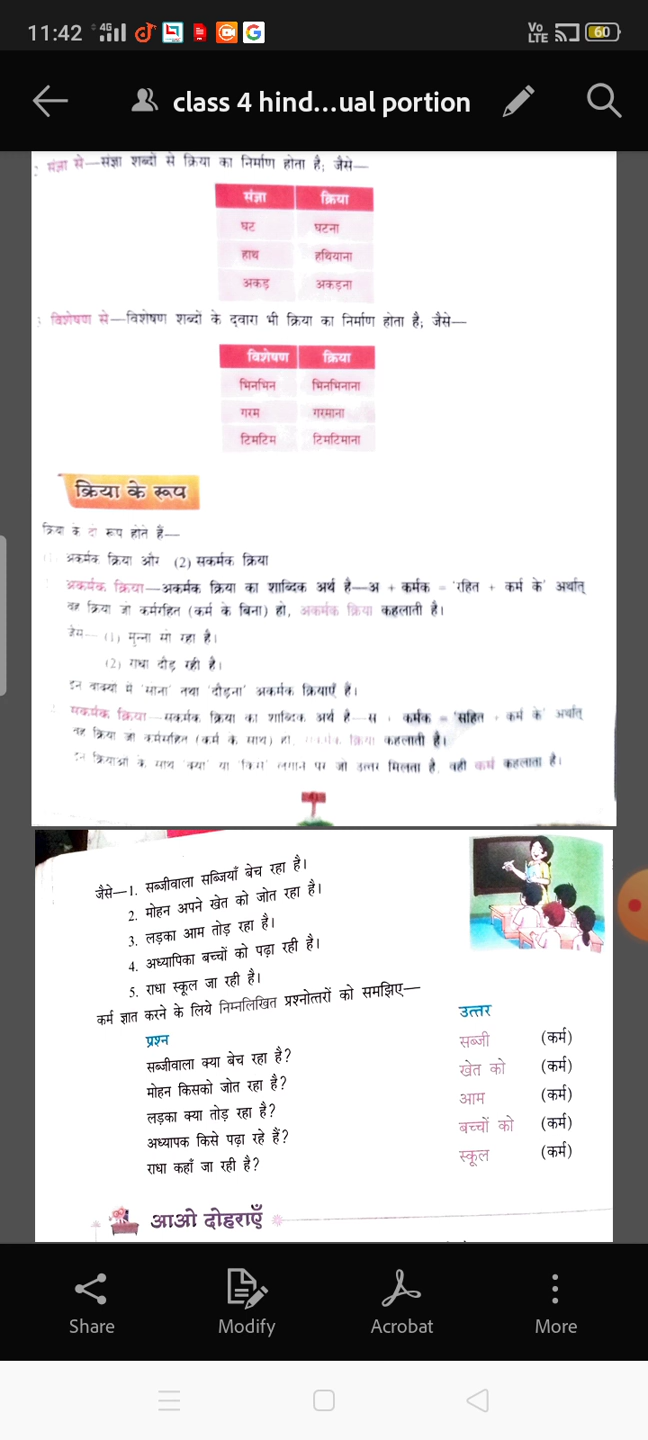 11:42
4G
Vo
LTE
60
class 4 hind...ual portion
संज्ञा से—संज्ञा शब्दों से क्रिया का निर्माण होता है; जैसे—
संज्ञा क्रिया
घट घटना
हाथ हथियाना
अकड़ अकड़ना
विशेषण से—विशेषण शब्दों के द्वारा भी क्रिया का निर्माण होता है; जैसे—
विशेषण क्रिया
भिनभिन भिनभिनाना
गरम गरमाना
टिमटिम टिमटिमाना
क्रिया के रूप
क्रिया के दो रूप होते हैं—
(1) अकर्मक क्रिया और (2) सकर्मक क्रिया
अकर्मक क्रिया—अकर्मक क्रिया का शाब्दिक अर्थ है—अ + कर्मक = 'रहित + कर्म के' अर्थात्
वह क्रिया जो कर्मरहित (कर्म के बिना) हो, अकर्मक क्रिया कहलाती है।
जैसे— (1) मुन्ना सो रहा है।
(2) राधा दौड़ रही है।
इन वाक्यों में 'सोना' तथा 'दौड़ना' अकर्मक क्रियाएँ हैं।
सकर्मक क्रिया—सकर्मक क्रिया का शाब्दिक अर्थ है—स + कर्मक = 'सहित + कर्म के' अर्थात्
वह क्रिया जो कर्मसहित (कर्म के साथ) हो, सकर्मक क्रिया कहलाती है।
इन क्रियाओं के साथ 'क्या' या 'किसे' लगाने पर जो उत्तर मिलता है, वही कर्म कहलाता है।
जैसे—1. सब्जीवाला सब्जियाँ बेच रहा है।
2. मोहन अपने खेत को जोत रहा है।
3. लड़का आम तोड़ रहा है।
4. अध्यापिका बच्चों को पढ़ा रही है।
5. राधा स्कूल जा रही है।
कर्म ज्ञात करने के लिये निम्नलिखित प्रश्नोत्तरों को समझिए—
प्रश्न उत्तर
सब्जीवाला क्या बेच रहा है? सब्जी (कर्म)
मोहन किसको जोत रहा है? खेत को (कर्म)
लड़का क्या तोड़ रहा है? आम (कर्म)
अध्यापक किसे पढ़ा रहे हैं? बच्चों को (कर्म)
राधा कहाँ जा रही है? स्कूल (कर्म)
आओ दोहराएँ
Share Modify Acrobat More